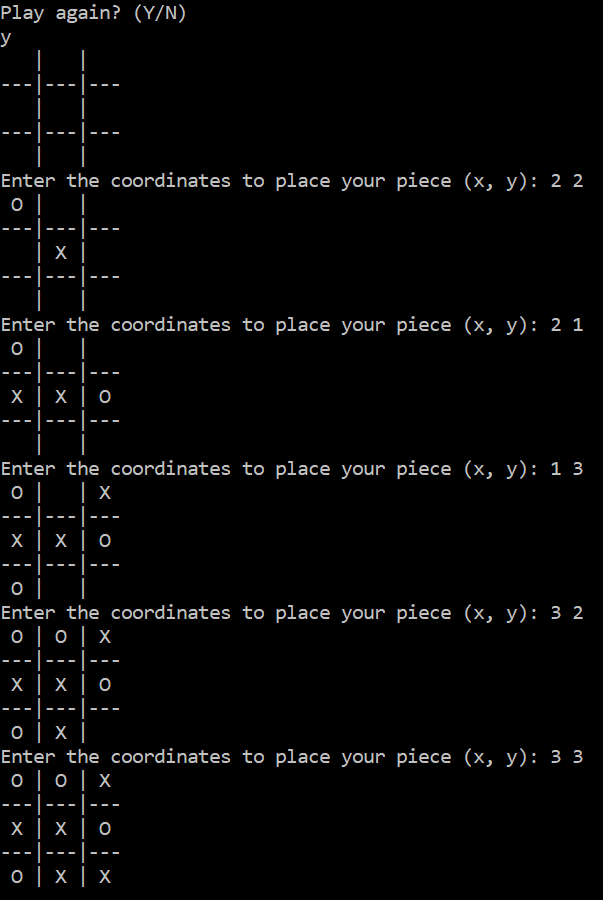 Play again? (Y/N)
y
   |   |
---|---|---
   |   |
---|---|---
   |   |
Enter the coordinates to place your piece (x, y): 2 2
 O |   |
---|---|---
   | X |
---|---|---
   |   |
Enter the coordinates to place your piece (x, y): 2 1
 O |   |
---|---|---
 X | X | O
---|---|---
   |   |
Enter the coordinates to place your piece (x, y): 1 3
 O |   | X
---|---|---
 X | X | O
---|---|---
 O |   |
Enter the coordinates to place your piece (x, y): 3 2
 O | O | X
---|---|---
 X | X | O
---|---|---
 O | X |
Enter the coordinates to place your piece (x, y): 3 3
 O | O | X
---|---|---
 X | X | O
---|---|---
 O | X | X